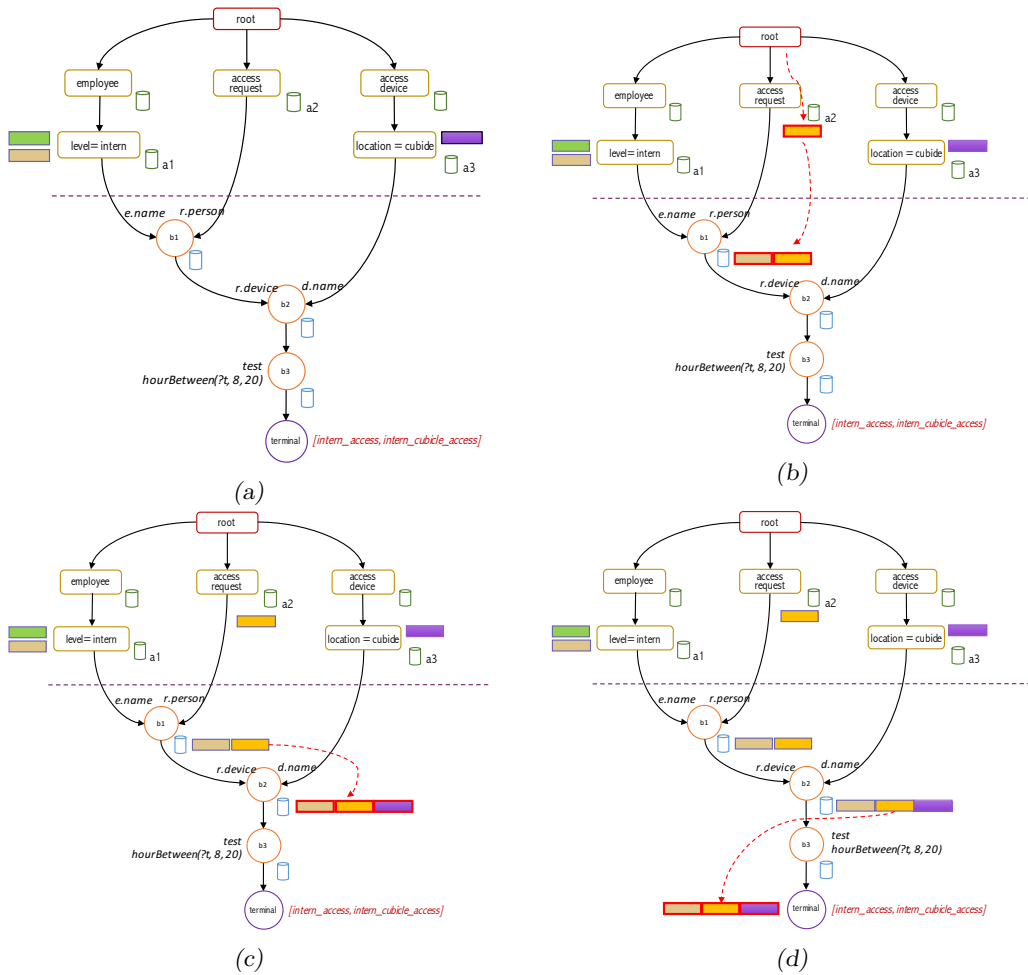 root
employee
access
request
access
device
a2
level= intern
location = cubide
a1
a3
e.name
r.person
b1
r.device
d.name
b2
test
hourBetween(?t, 8, 20)
b3
terminal
[intern_access, intern_cubicle_access]
(a)
root
employee
access
request
access
device
a2
level= intern
location = cubide
a1
a3
e.name
r.person
b1
r.device
d.name
b2
test
hourBetween(?t, 8, 20)
b3
terminal
[intern_access, intern_cubicle_access]
(b)
root
employee
access
request
access
device
a2
level= intern
location = cubide
a1
a3
e.name
r.person
b1
r.device
d.name
b2
test
hourBetween(?t, 8, 20)
b3
terminal
[intern_access, intern_cubicle_access]
(c)
root
employee
access
request
access
device
a2
level= intern
location = cubide
a1
a3
e.name
r.person
b1
r.device
d.name
b2
test
hourBetween(?t, 8, 20)
b3
terminal
[intern_access, intern_cubicle_access]
(d)